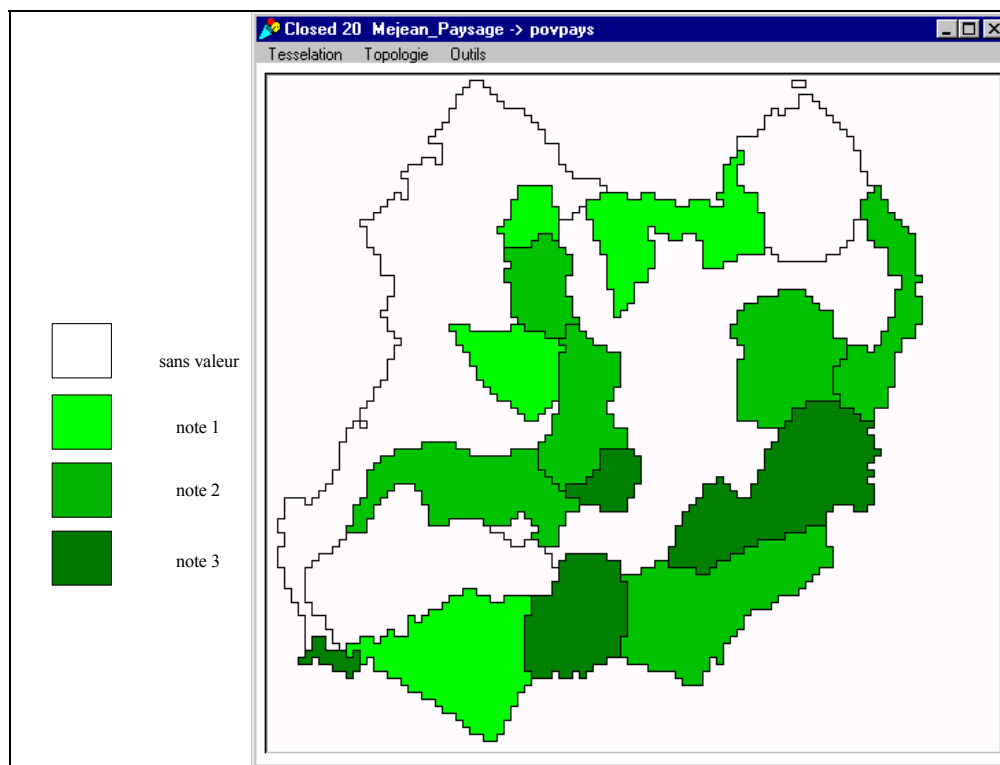 Closed 20 Mejean_Paysage -> povpays
Tesselation Topologie Outils
sans valeur
note 1
note 2
note 3